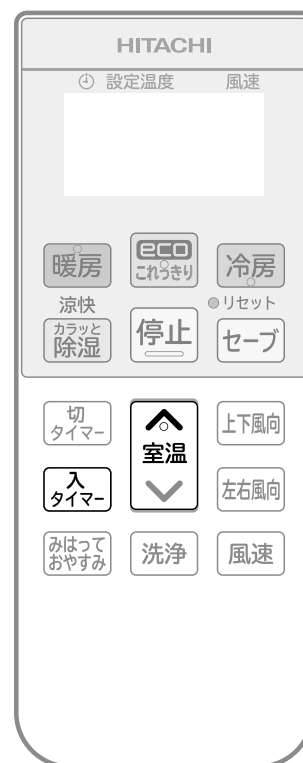 HITACHI
設定温度 風速
暖房
eco
これっきり
冷房
涼快
カラッと
除湿
停止
リセット
セーブ
切
タイマー
室温
上下風向
入
タイマー
左右風向
みはって
おやすみ
洗浄
風速